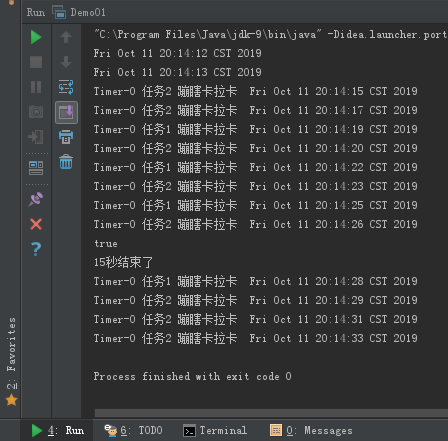 Run Demo01
"C:\Program Files\Java\jdk-9\bin\java" -Didea.launcher.port
Fri Oct 11 20:14:12 CST 2019
Fri Oct 11 20:14:13 CST 2019
Timer-0 任务2 蹦瞎卡拉卡 Fri Oct 11 20:14:15 CST 2019
Timer-0 任务2 蹦瞎卡拉卡 Fri Oct 11 20:14:17 CST 2019
Timer-0 任务1 蹦瞎卡拉卡 Fri Oct 11 20:14:19 CST 2019
Timer-0 任务2 蹦瞎卡拉卡 Fri Oct 11 20:14:20 CST 2019
Timer-0 任务1 蹦瞎卡拉卡 Fri Oct 11 20:14:22 CST 2019
Timer-0 任务2 蹦瞎卡拉卡 Fri Oct 11 20:14:23 CST 2019
Timer-0 任务1 蹦瞎卡拉卡 Fri Oct 11 20:14:25 CST 2019
Timer-0 任务2 蹦瞎卡拉卡 Fri Oct 11 20:14:26 CST 2019
true
15秒结束了
Timer-0 任务1 蹦瞎卡拉卡 Fri Oct 11 20:14:28 CST 2019
Timer-0 任务2 蹦瞎卡拉卡 Fri Oct 11 20:14:29 CST 2019
Timer-0 任务2 蹦瞎卡拉卡 Fri Oct 11 20:14:31 CST 2019
Timer-0 任务2 蹦瞎卡拉卡 Fri Oct 11 20:14:33 CST 2019
Process finished with exit code 0
2: Favorites
4: Run 6: TODO Terminal 0: Messages